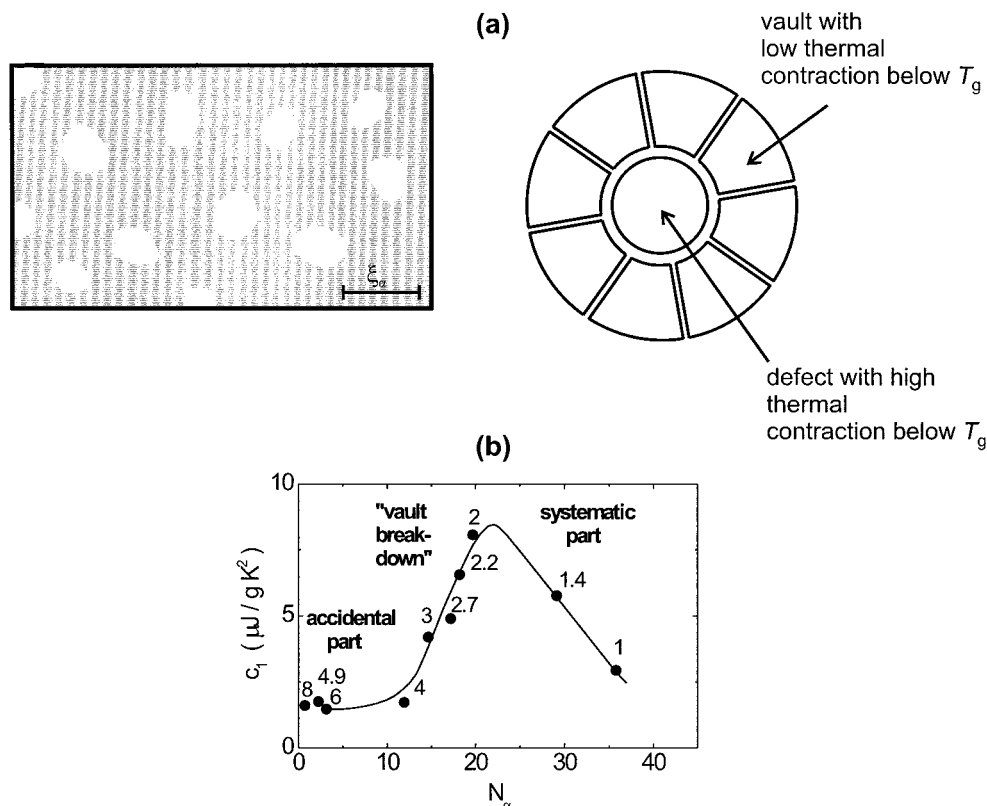 (a)
vault with
low thermal
contraction below Tg
ξα
defect with high
thermal
contraction below Tg
(b)
10
5
0
c1 ( μJ / g K2)
"vault
break-
down"
systematic
part
accidental
part
2
2.2
2.7
3
1.4
1
4.9
8
6
4
0
10
20
30
40
Nα